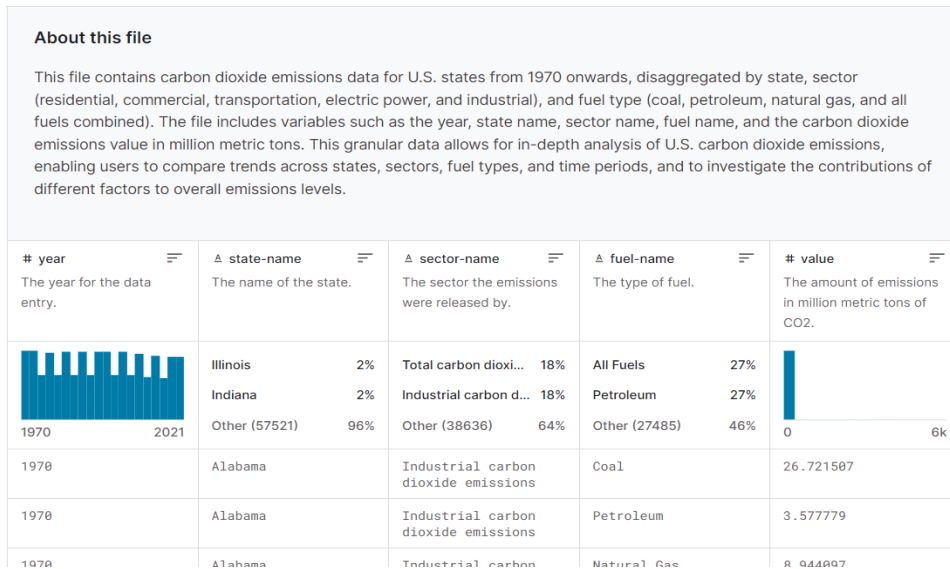 About this file
This file contains carbon dioxide emissions data for U.S. states from 1970 onwards, disaggregated by state, sector
(residential, commercial, transportation, electric power, and industrial), and fuel type (coal, petroleum, natural gas, and all
fuels combined). The file includes variables such as the year, state name, sector name, fuel name, and the carbon dioxide
emissions value in million metric tons. This granular data allows for in-depth analysis of U.S. carbon dioxide emissions,
enabling users to compare trends across states, sectors, fuel types, and time periods, and to investigate the contributions of
different factors to overall emissions levels.
# year
The year for the data
entry.
A state-name
The name of the state.
A sector-name
The sector the emissions
were released by.
A fuel-name
The type of fuel.
# value
The amount of emissions
in million metric tons of
CO2.
1970 2021
Illinois 2%
Indiana 2%
Other (57521) 96%
Total carbon dioxi... 18%
Industrial carbon d... 18%
Other (38636) 64%
All Fuels 27%
Petroleum 27%
Other (27485) 46%
0 6k
1970
Alabama
Industrial carbon
dioxide emissions
Coal
26.721507
1970
Alabama
Industrial carbon
dioxide emissions
Petroleum
3.577779
1970
Alabama
Industrial carbon
Natural Gas
8.944097